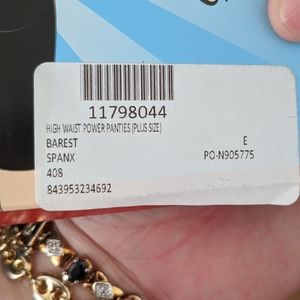 11798044
HIGH WAIST POWER PANTIES (PLUS SIZE)
BAREST E
SPANX PO-N905775
408
843953234692